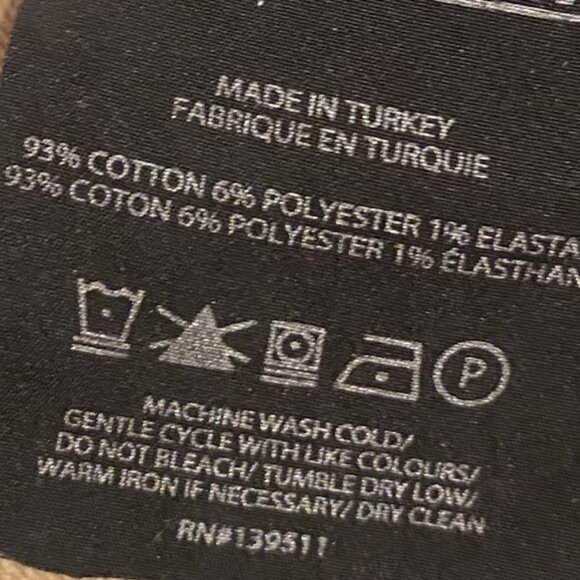 MADE IN TURKEY
FABRIQUE EN TURQUIE
93% COTTON 6% POLYESTER 1% ELASTA
93% COTON 6% POLYESTER 1% ÉLASTHAN
P
MACHINE WASH COLD/
GENTLE CYCLE WITH LIKE COLOURS/
DO NOT BLEACH/ TUMBLE DRY LOW/
WARM IRON IF NECESSARY/ DRY CLEAN
RN#139511